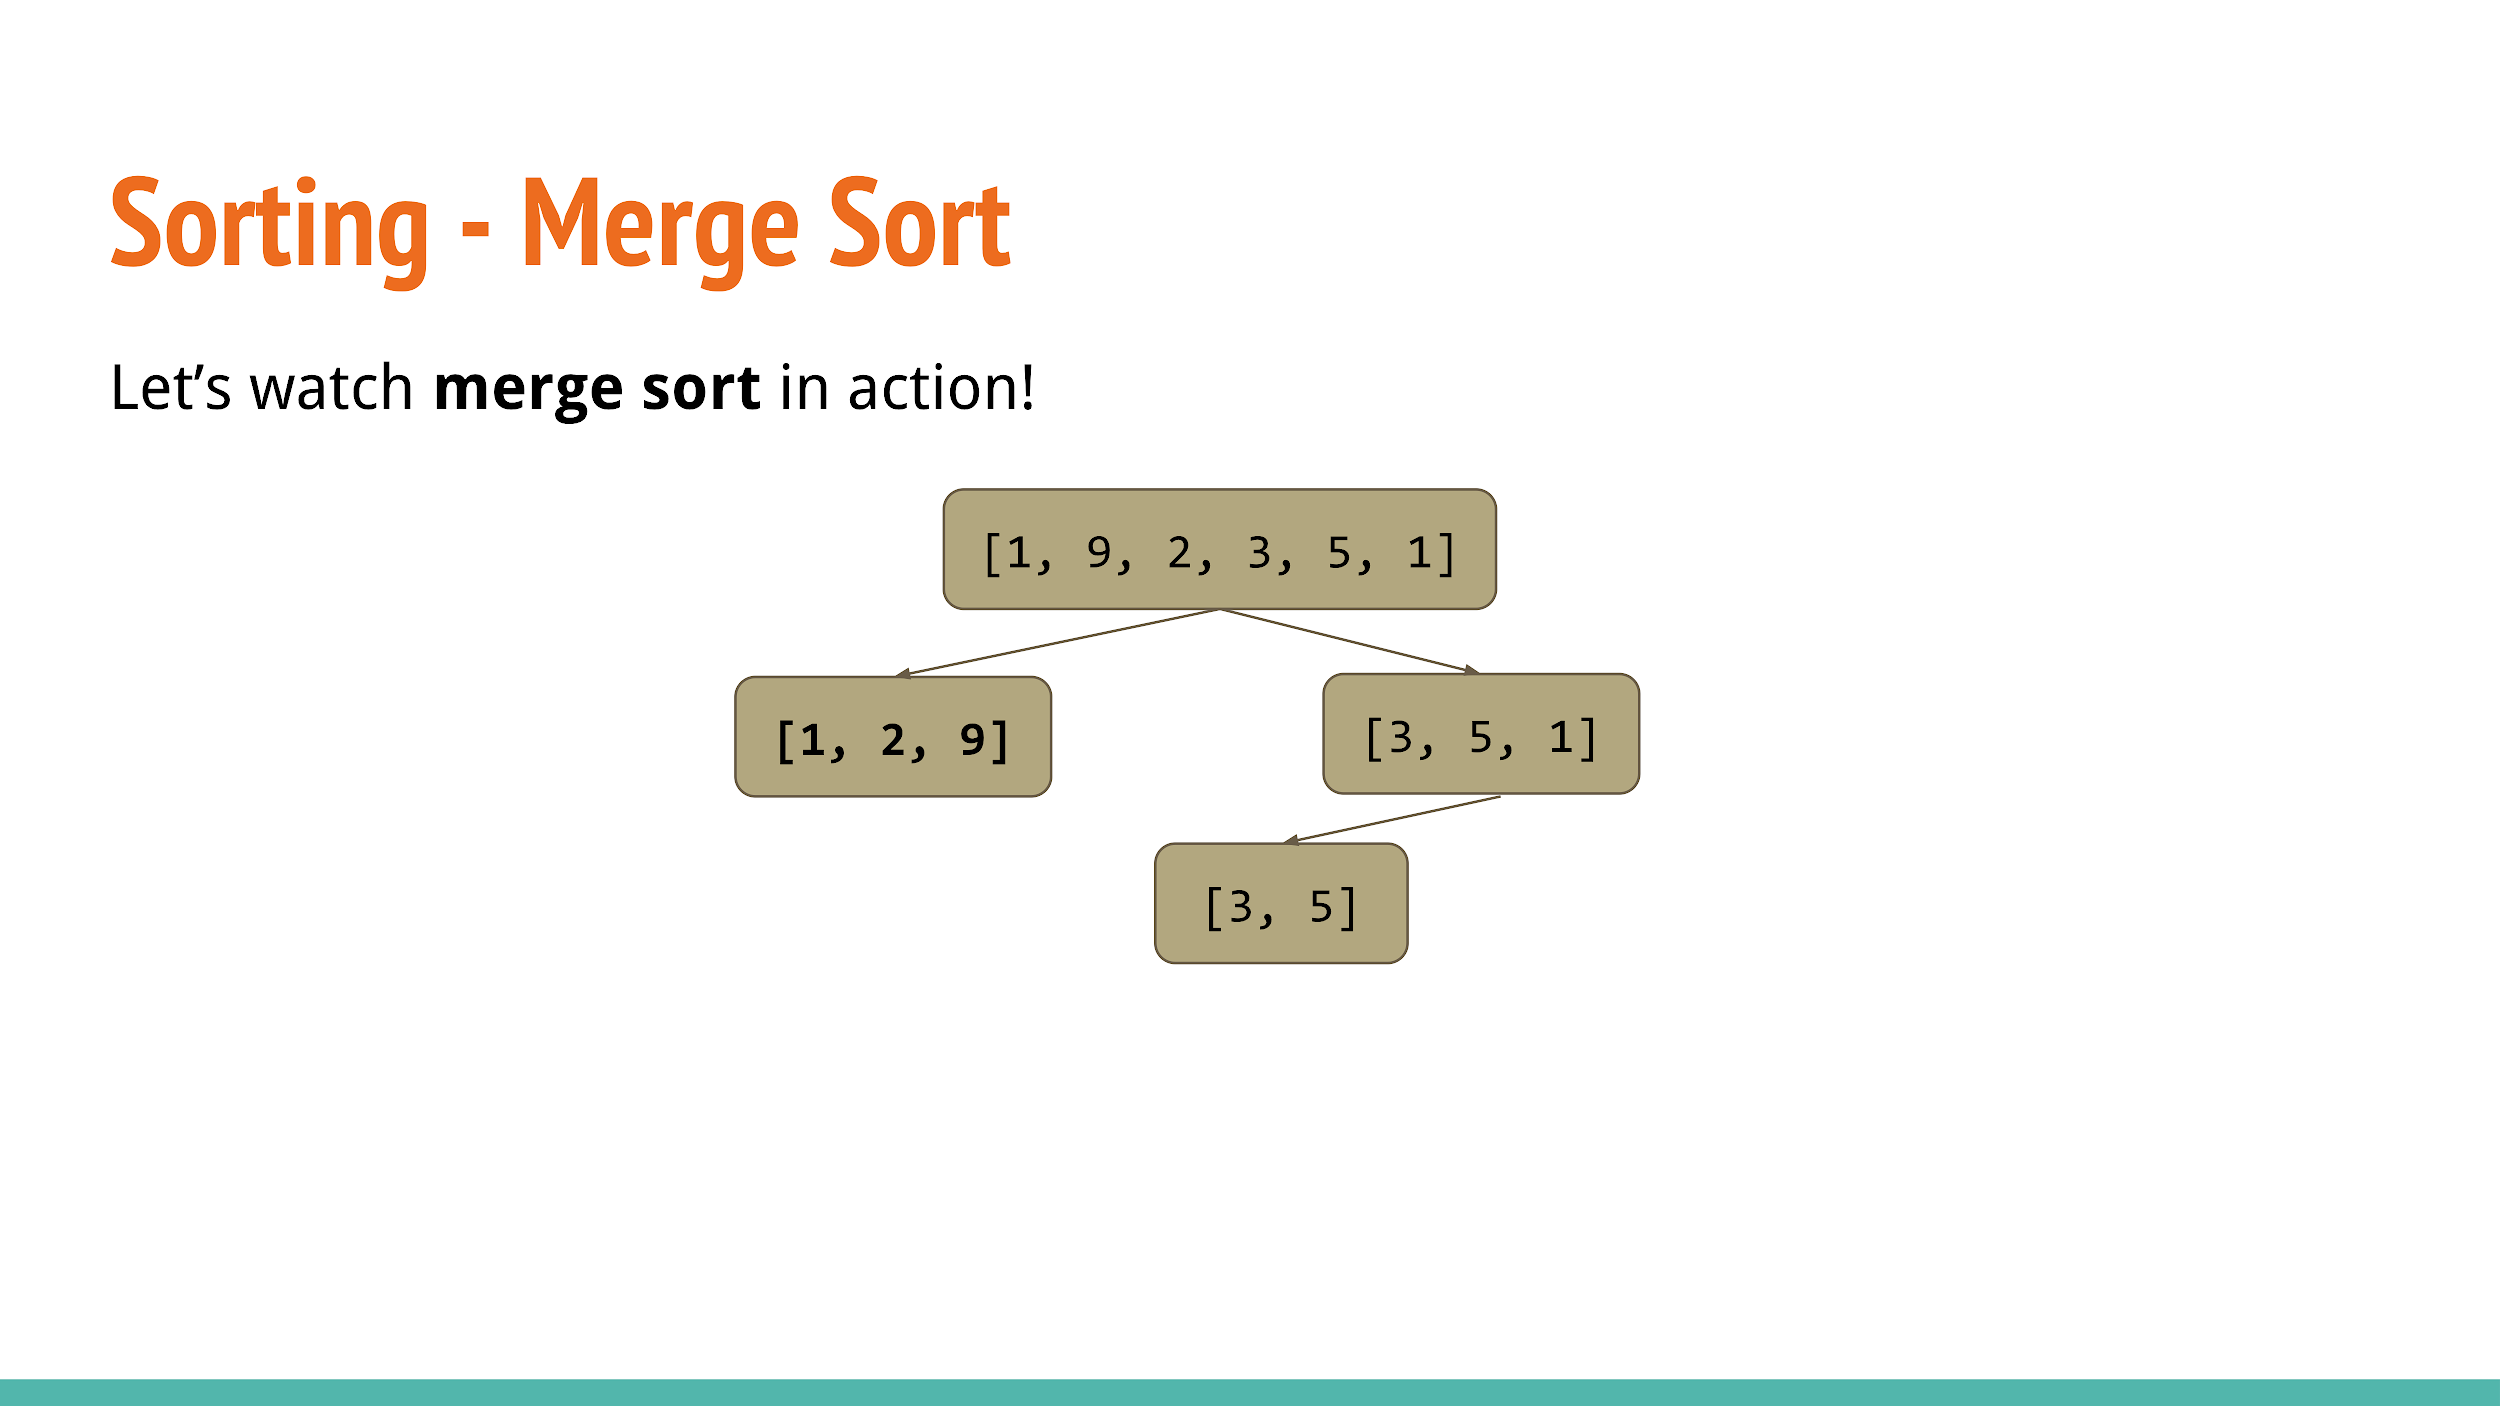 Sorting - Merge Sort
Let’s watch merge sort in action!
[1, 9, 2, 3, 5, 1]
[1, 2, 9]
[3, 5, 1]
[3, 5]